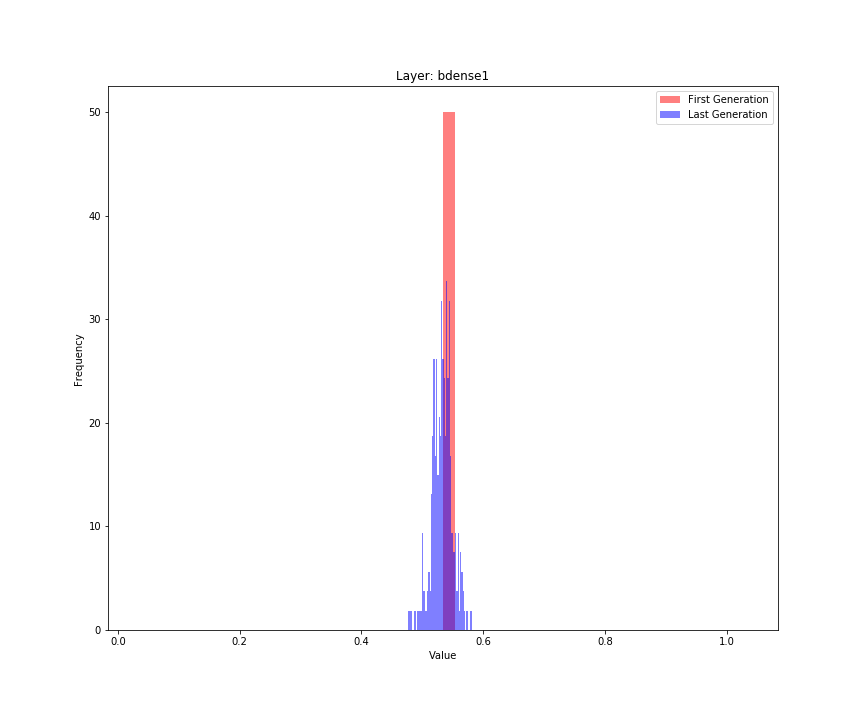 Layer: bdense1
First Generation
Last Generation
50
40
30
20
10
0
Frequency
0.0 0.2 0.4 0.6 0.8 1.0
Value